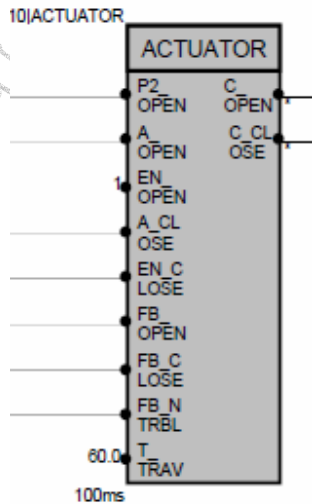 10|ACTUATOR
ACTUATOR
P2_ C_
OPEN OPEN
A_ C_CL
OPEN OSE
1 EN_
OPEN
A_CL
OSE
EN_C
LOSE
FB_
OPEN
FB_C
LOSE
FB_N
TRBL
60.0 T_
TRAV
100ms